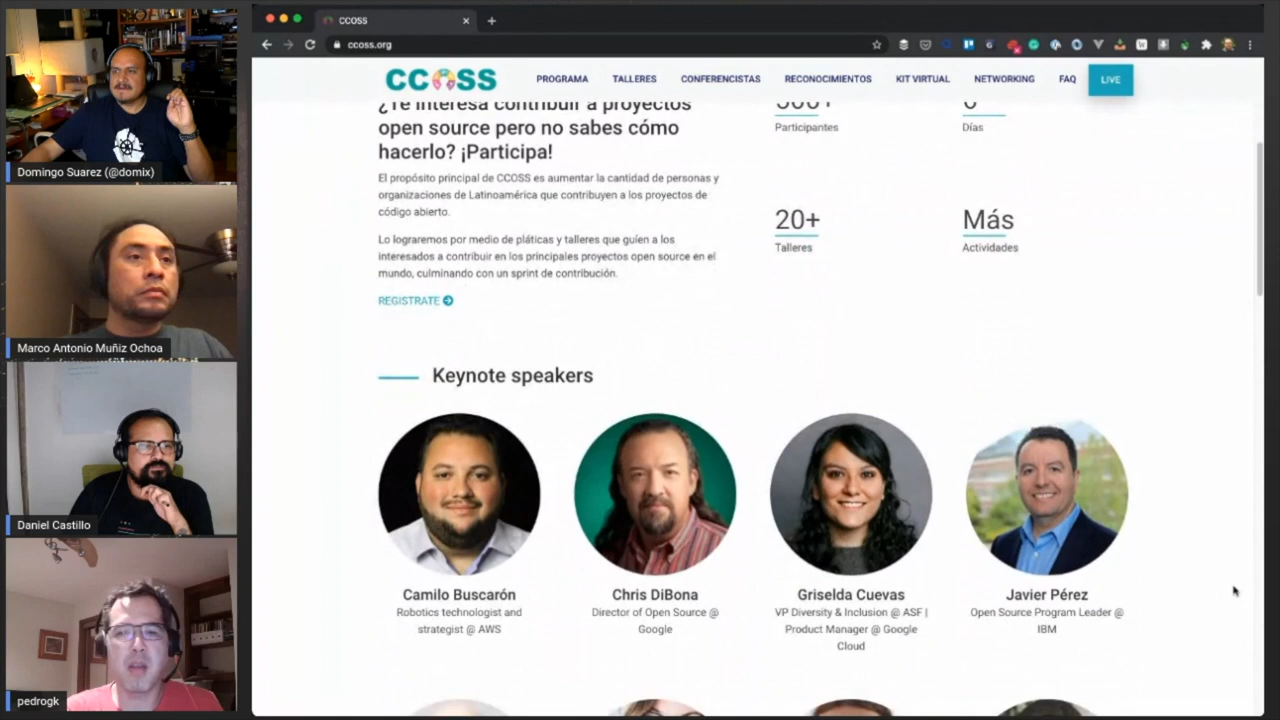 Domingo Suarez (@domix)
Marco Antonio Muñiz Ochoa
Daniel Castillo
pedrogk
CCOSS
ccoss.org
CCOSS
PROGRAMA
TALLERES
CONFERENCISTAS
RECONOCIMIENTOS
KIT VIRTUAL
NETWORKING
FAQ
LIVE
¿Te interesa contribuir a proyectos
open source pero no sabes cómo
hacerlo? ¡Participa!
El propósito principal de CCOSS es aumentar la cantidad de personas y
organizaciones de Latinoamérica que contribuyen a los proyectos de
código abierto.
Lo lograremos por medio de pláticas y talleres que guíen a los
interesados a contribuir en los principales proyectos open source en el
mundo, culminando con un sprint de contribución.
REGISTRATE
Participantes
Días
20+
Talleres
Más
Actividades
Keynote speakers
Camilo Buscarón
Robotics technologist and
strategist @ AWS
Chris DiBona
Director of Open Source @
Google
Griselda Cuevas
VP Diversity & Inclusion @ ASF |
Product Manager @ Google
Cloud
Javier Pérez
Open Source Program Leader @
IBM